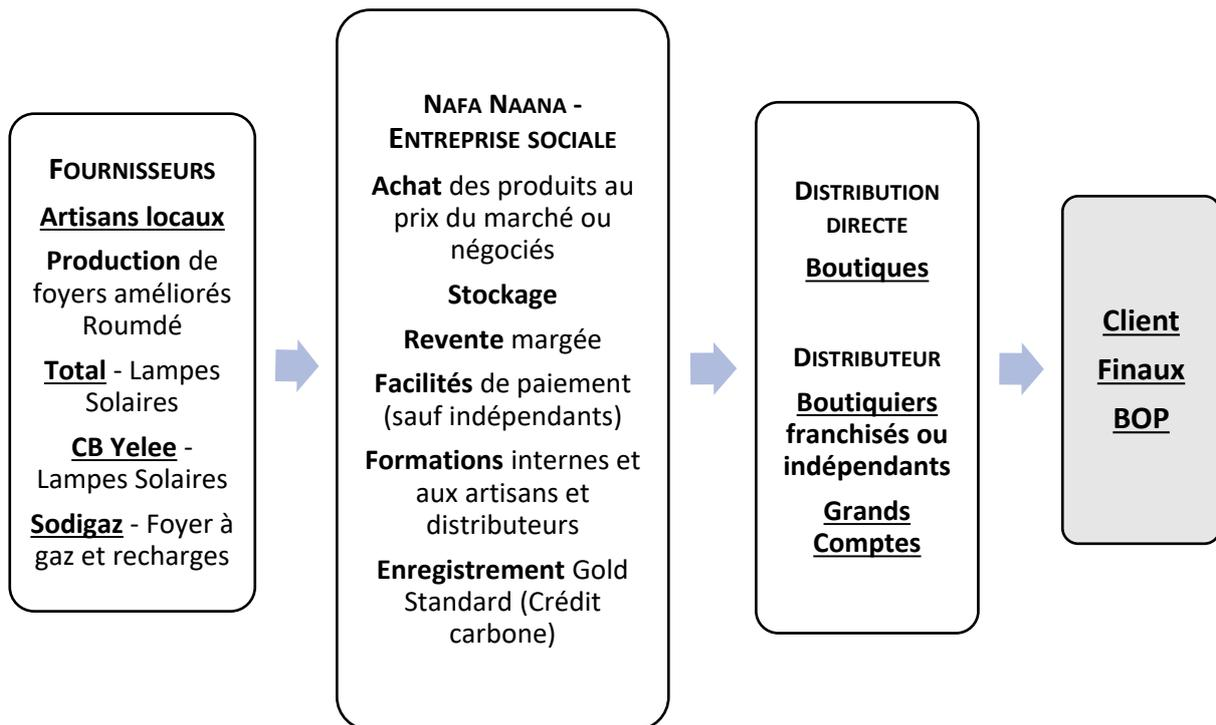 FOURNISSEURS
Artisans locaux
Production de
foyers améliorés
Roumdé
Total - Lampes
Solaires
CB Yelee -
Lampes Solaires
Sodigaz - Foyer à
gaz et recharges
NAFA NAANA -
ENTREPRISE SOCIALE
Achat des produits au
prix du marché ou
négociés
Stockage
Revente margée
Facilités de paiement
(sauf indépendants)
Formations internes et
aux artisans et
distributeurs
Enregistrement Gold
Standard (Crédit
carbone)
DISTRIBUTION
DIRECTE
Boutiques
DISTRIBUTEUR
Boutiquiers
franchisés ou
indépendants
Grands
Comptes
Client
Finaux
BOP